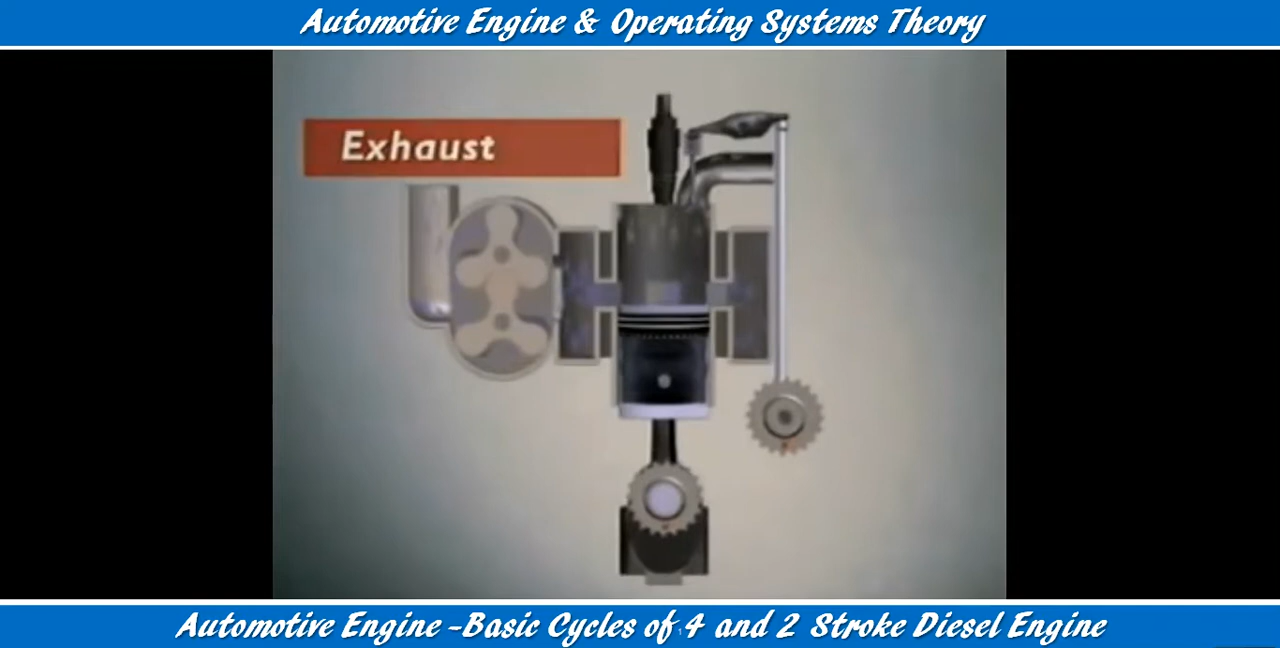 Automotive Engine & Operating Systems Theory
Exhaust
Automotive Engine -Basic Cycles of 4 and 2 Stroke Diesel Engine